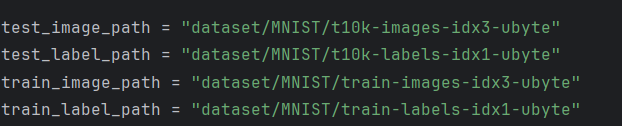 test_image_path = "dataset/MNIST/t10k-images-idx3-ubyte"
test_label_path = "dataset/MNIST/t10k-labels-idx1-ubyte"
train_image_path = "dataset/MNIST/train-images-idx3-ubyte"
train_label_path = "dataset/MNIST/train-labels-idx1-ubyte"